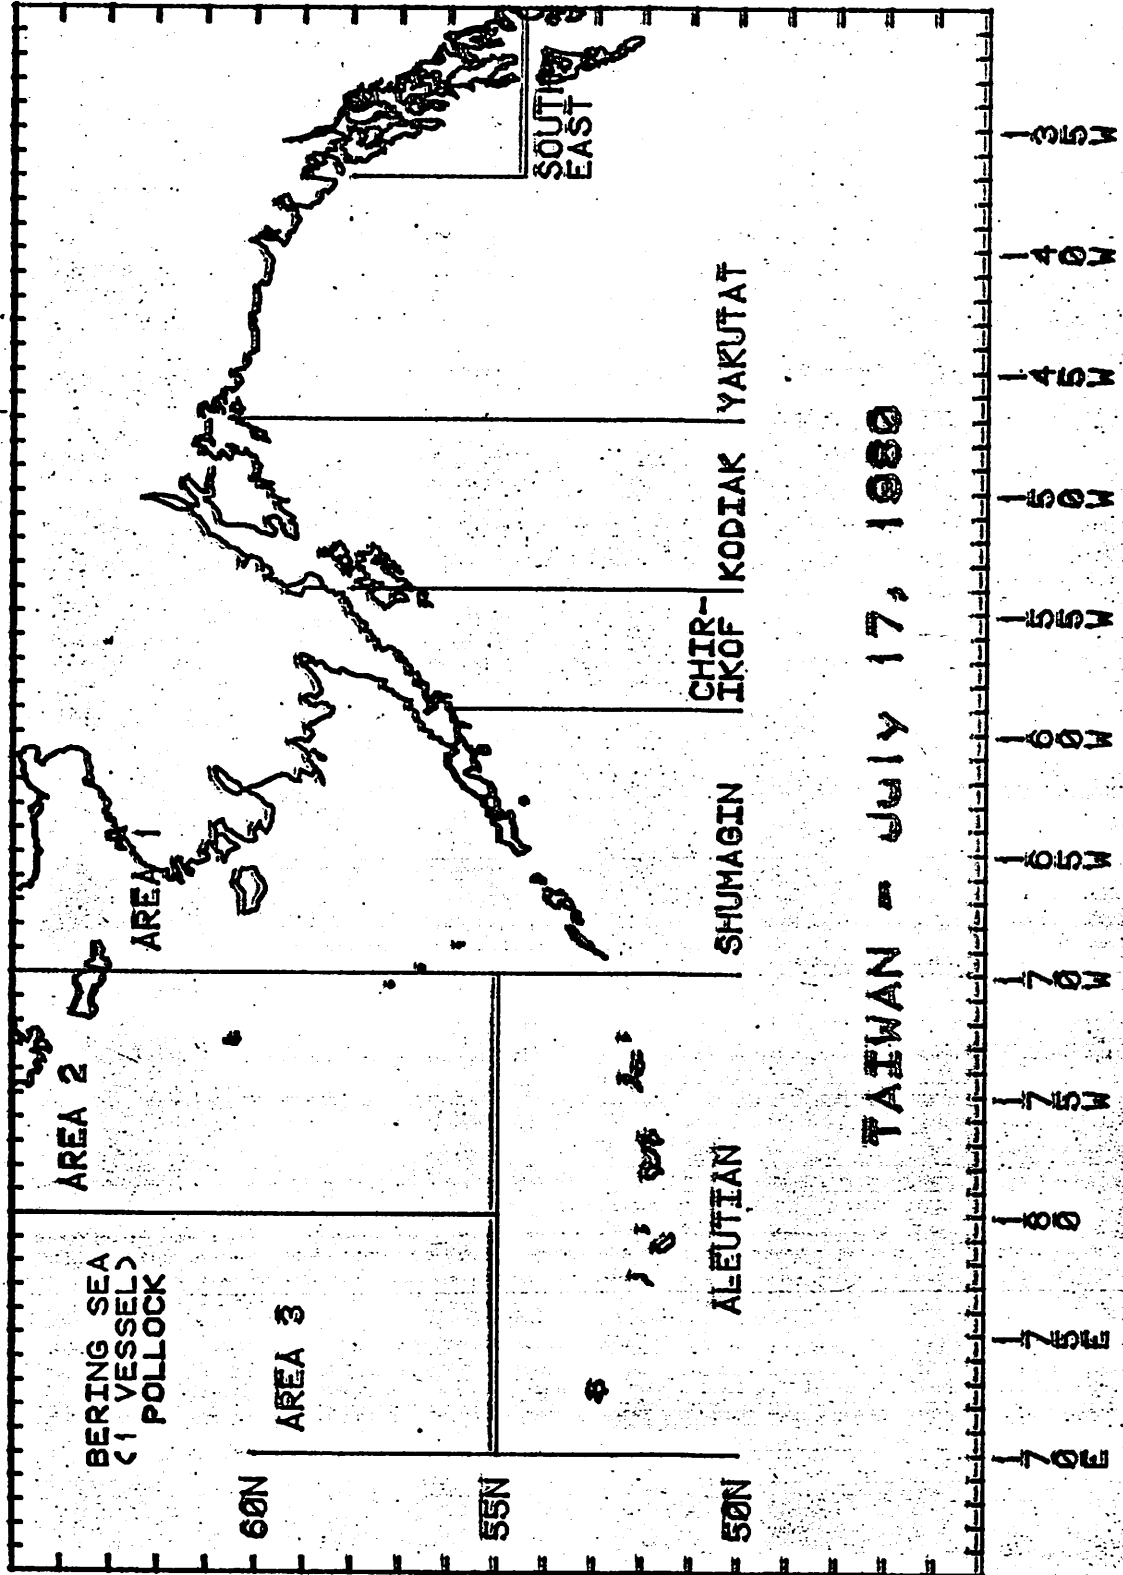 BERING SEA
(1 VESSEL)
POLLOCK
AREA 3
AREA 2
AREA 1
60N
55N
50N
ALEUTIAN
SHUMAGIN
CHIR-
IKOF
KODIAK
YAKUTAT
SOUTH
EAST
TAIWAN - July 17, 1980
170E
175E
180
175W
170W
165W
160W
155W
150W
145W
140W
135W